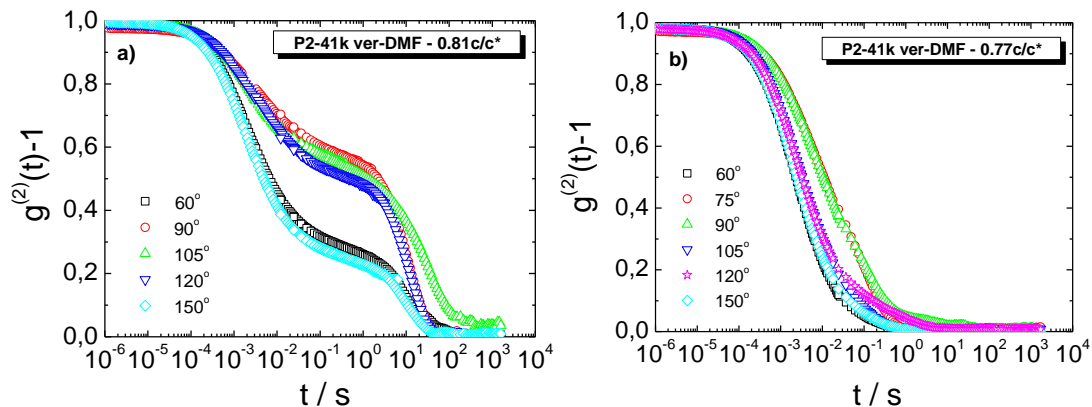 a)
P2-41k ver-DMF - 0.81c/c*
g⁽²⁾(t)-1
1,0
0,8
0,6
0,4
0,2
0,0
60°
90°
105°
120°
150°
10⁻⁶ 10⁻⁵ 10⁻⁴ 10⁻³ 10⁻² 10⁻¹ 10⁰ 10¹ 10² 10³ 10⁴
t / s
b)
P2-41k ver-DMF - 0.77c/c*
g⁽²⁾(t)-1
1,0
0,8
0,6
0,4
0,2
0,0
60°
75°
90°
105°
120°
150°
10⁻⁶ 10⁻⁵ 10⁻⁴ 10⁻³ 10⁻² 10⁻¹ 10⁰ 10¹ 10² 10³ 10⁴
t / s